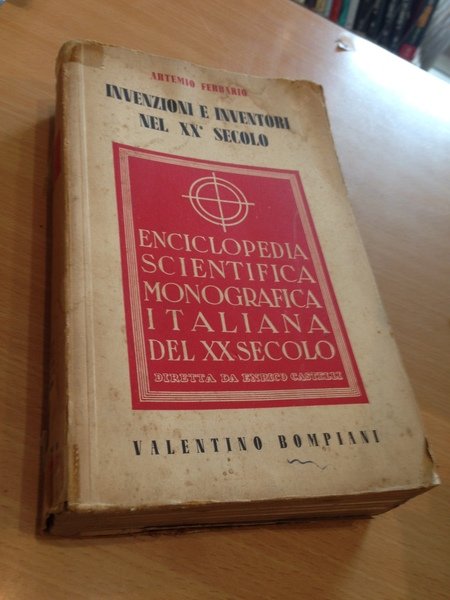 ARTEMIO FERRARIO
INVENZIONI E INVENTORI
NEL XX° SECOLO
ENCICLOPEDIA
SCIENTIFICA
MONOGRAFICA
ITALIANA
DEL XX SECOLO
DIRETTA DA ENRICO CASTELLI
VALENTINO BOMPIANI